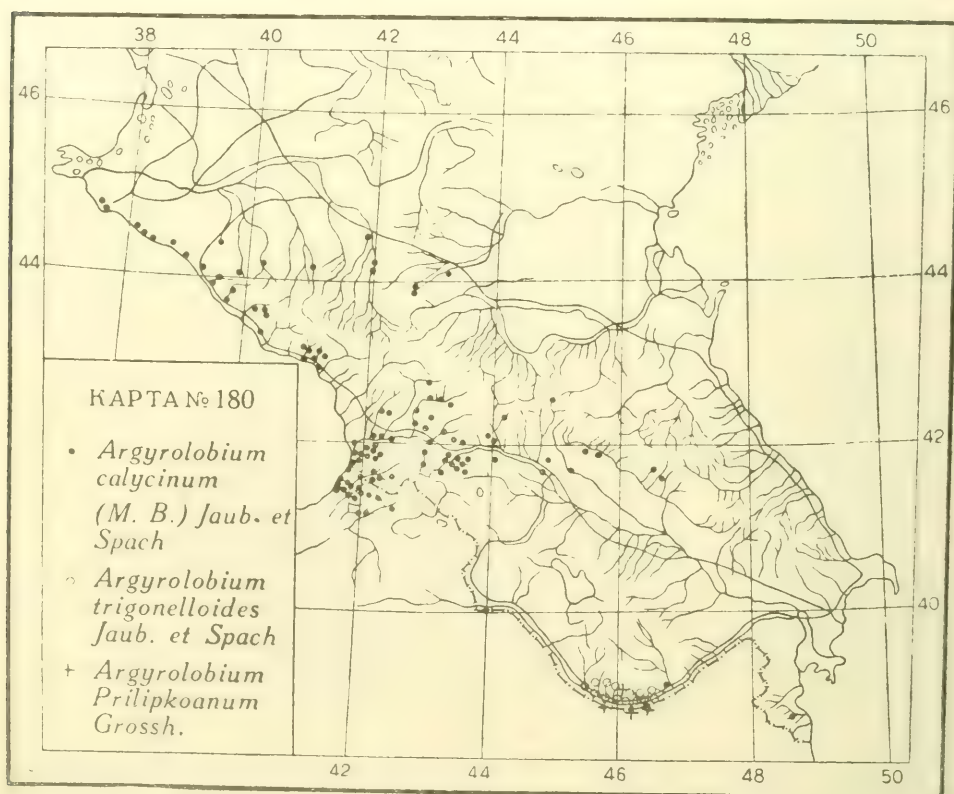 38 40 42 44 46 48 50
46 46
44 44
КАРТА № 180
• Argyrolobium
calycinum
(M. B.) Jaub. et
Spach
○ Argyrolobium
trigonelloides
Jaub. et Spach
+ Argyrolobium
Prilipkoanum
Grossh.
42
40
42 44 46 48 50